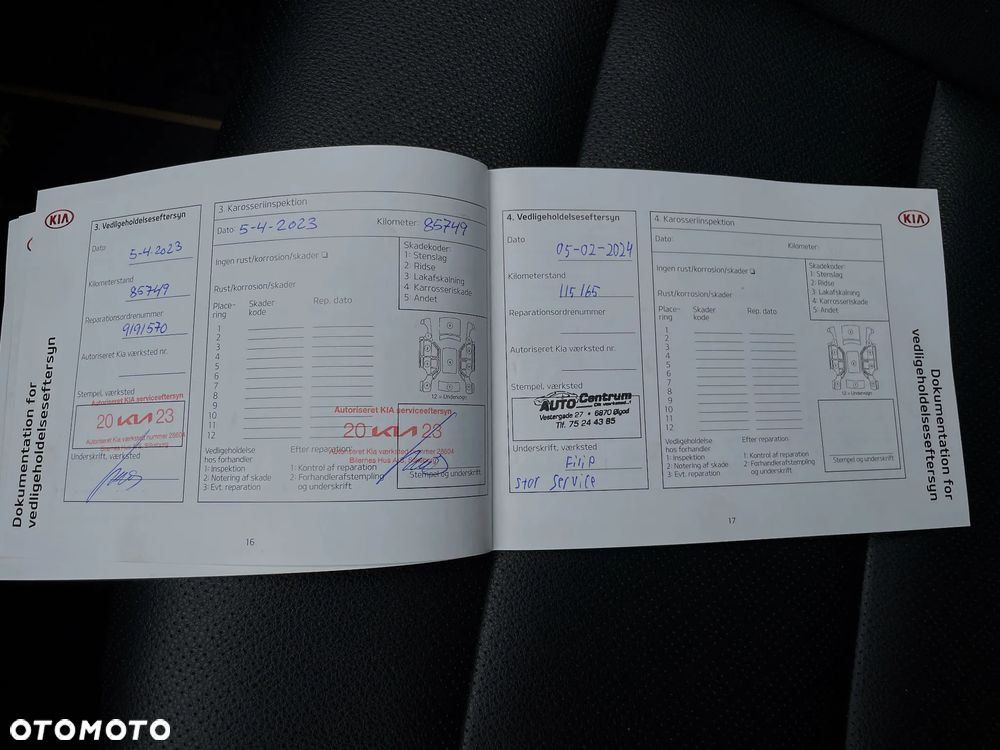 KIA
3. Vedligeholdelseseftersyn
Dato
5-4-2023
Kilometerstand
85749
Reparationsordrenummer
9191570
Autoriseret Kia værksted nr.
Stempel, værksted
Autoriseret KIA serviceeftersyn
20 KIA 23
Autoriseret Kia værksted nummer 28604
Underskrift, værksted
Dokumentation for
vedligeholdelseseftersyn
3. Karosseriinspektion
Dato: 5-4-2023 Kilometer: 85749
Ingen rust/korrosion/skader
Rust/korrosion/skader
Place-
ring
Skader
kode
Rep. dato
1
2
3
4
5
6
7
8
9
10
11
12
Skadekoder:
1: Stenslag
2: Ridse
3: Lakafskalning
4: Karrosseriskade
5: Andet
12 = Undervogn
Autoriseret KIA serviceeftersyn
20 KIA 23
Autoriseret Kia værksted nummer 28604
Stempel og underskrift
Vedligeholdelse
hos forhandler
1: Inspektion
2: Notering af skade
3: Evt. reparation
Efter reparation:
1: Kontrol af reparation
2: Forhandlerafstempling
og underskrift
16
4. Vedligeholdelseseftersyn
Dato
05-02-2024
Kilometerstand
115165
Reparationsordrenummer
Autoriseret Kia værksted nr.
Stempel, værksted
AUTO Centrum
Vestergade 27 • 6870 Ølgod
Tlf. 75 24 43 85
Underskrift, værksted
Filip
stor service
4. Karosseriinspektion
Dato:
Kilometer:
Ingen rust/korrosion/skader
Rust/korrosion/skader
Place-
ring
Skader
kode
Rep. dato
1
2
3
4
5
6
7
8
9
10
11
12
Skadekoder:
1: Stenslag
2: Ridse
3: Lakafskalning
4: Karrosseriskade
5: Andet
12 = Undervogn
Stempel og underskrift
Vedligeholdelse
hos forhandler
1: Inspektion
2: Notering af skade
3: Evt. reparation
Efter reparation:
1: Kontrol af reparation
2: Forhandlerafstempling
og underskrift
17
KIA
Dokumentation for
vedligeholdelseseftersyn
OTOMOTO